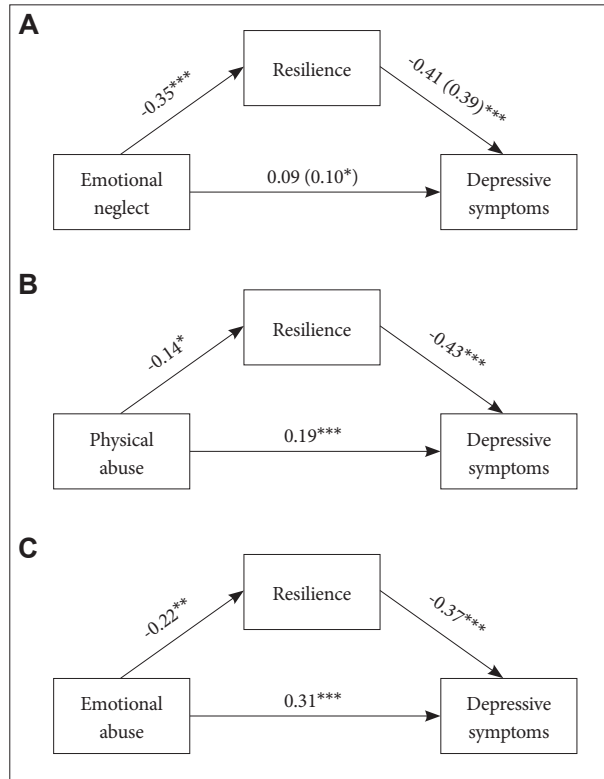 A
Resilience
-0.35***
-0.41 (0.39)***
Emotional
neglect
0.09 (0.10*)
Depressive
symptoms
B
Resilience
-0.14*
-0.43***
Physical
abuse
0.19***
Depressive
symptoms
C
Resilience
-0.22**
-0.37***
Emotional
abuse
0.31***
Depressive
symptoms